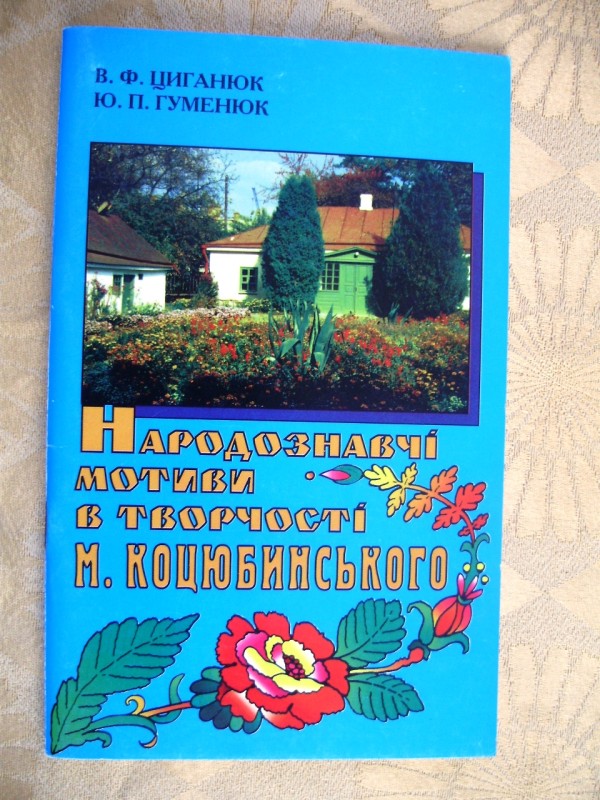 В. Ф. ЦИГАНЮК
Ю. П. ГУМЕНЮК
НАРОДОЗНАВЧІ
МОТИВИ
В ТВОРЧОСТІ
М. КОЦЮБИНСЬКОГО